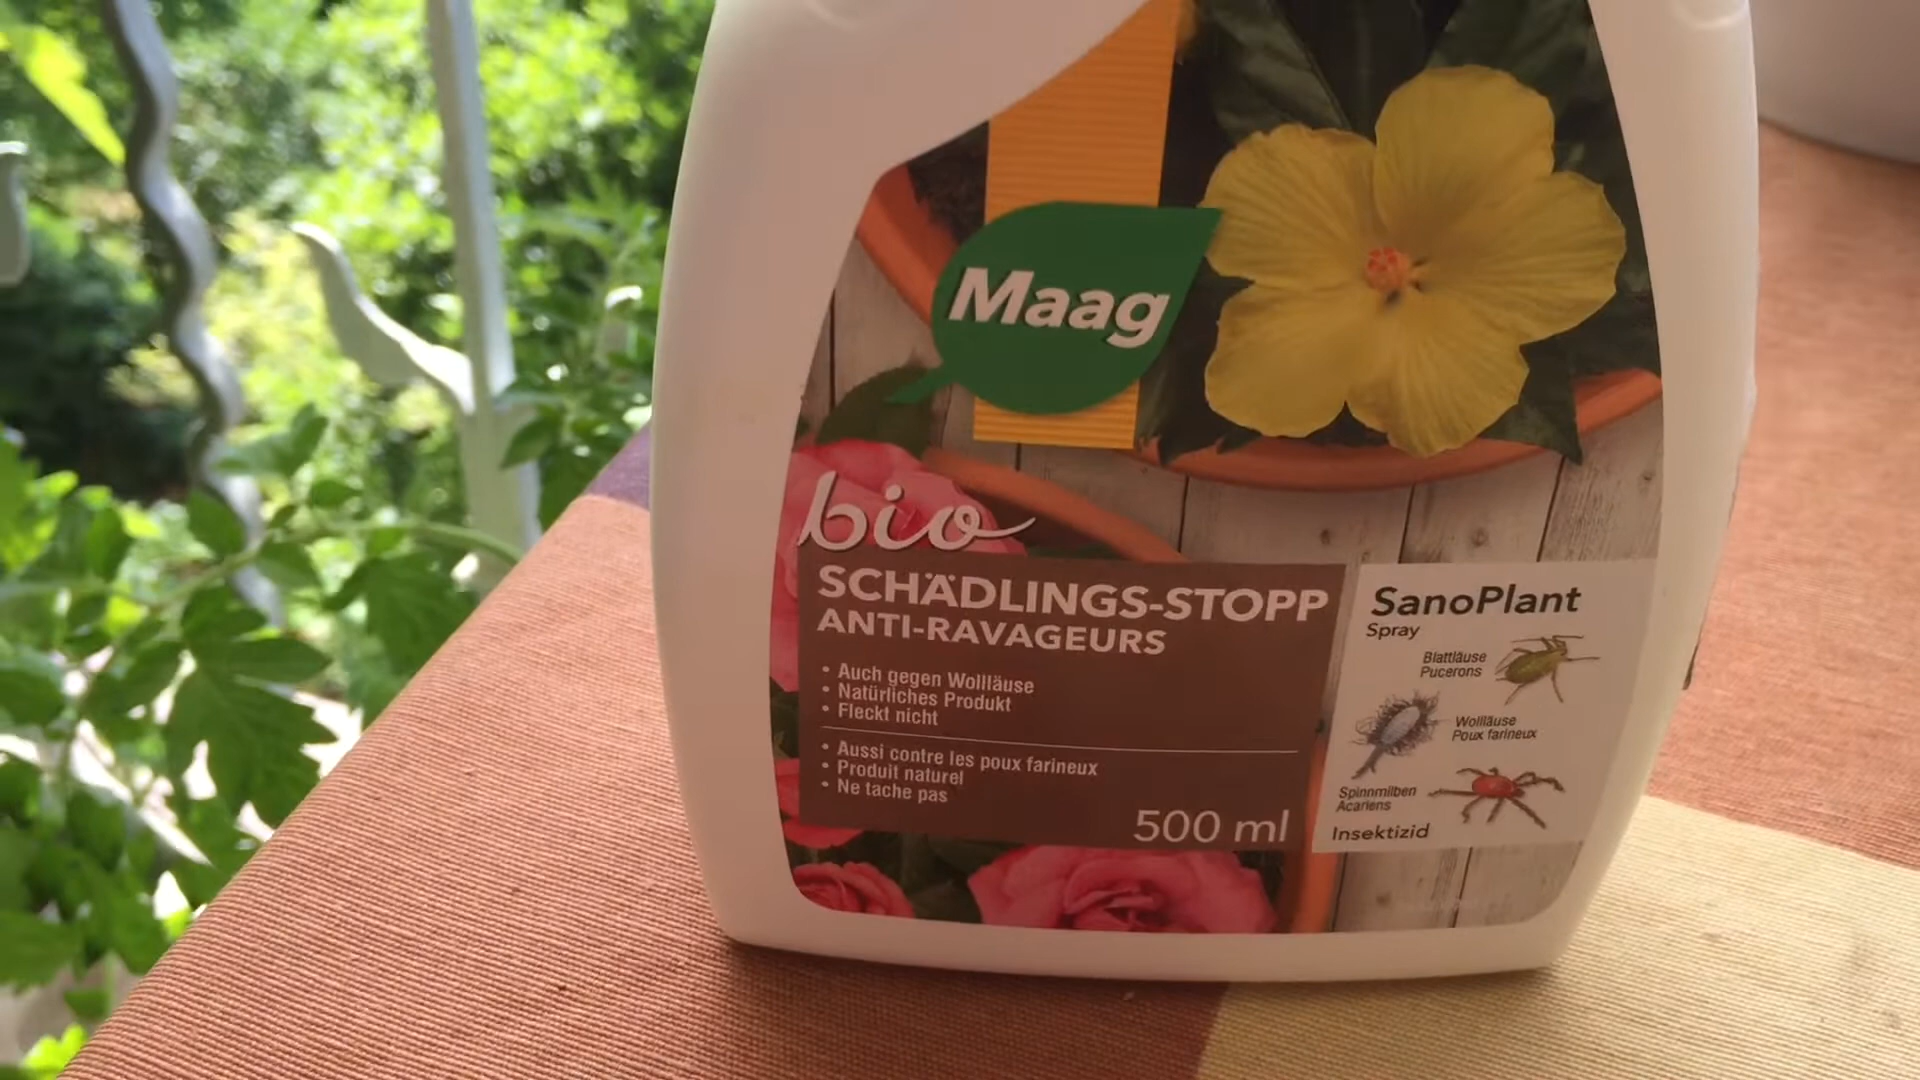 Maag
bio
SCHÄDLINGS-STOPP
ANTI-RAVAGEURS
• Auch gegen Wollläuse
• Natürliches Produkt
• Fleckt nicht
• Aussi contre les poux farineux
• Produit naturel
• Ne tache pas
500 ml
SanoPlant
Spray
Blattläuse
Pucerons
Wollläuse
Poux farineux
Spinnmilben
Acariens
Insektizid